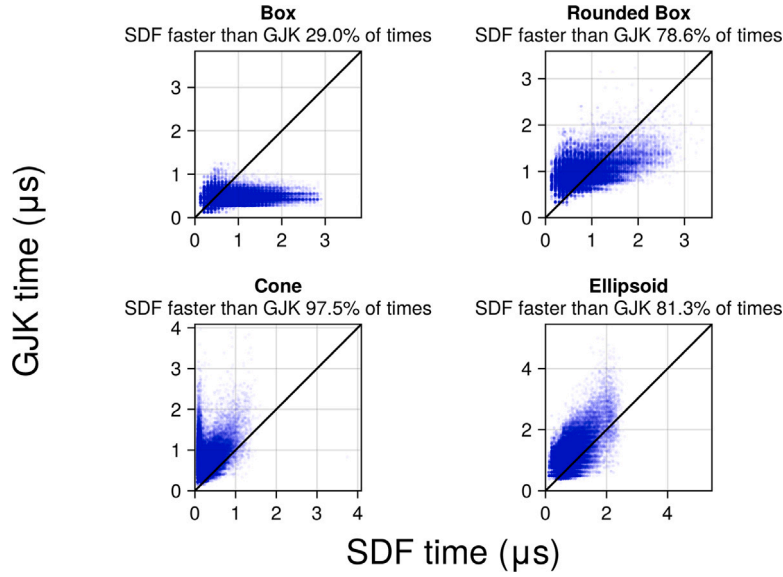 Box
SDF faster than GJK 29.0% of times
3
2
1
0
0 1 2 3
Rounded Box
SDF faster than GJK 78.6% of times
3
2
1
0
0 1 2 3
Cone
SDF faster than GJK 97.5% of times
4
3
2
1
0
0 1 2 3 4
Ellipsoid
SDF faster than GJK 81.3% of times
4
2
0
0 2 4
GJK time (μs)
SDF time (μs)